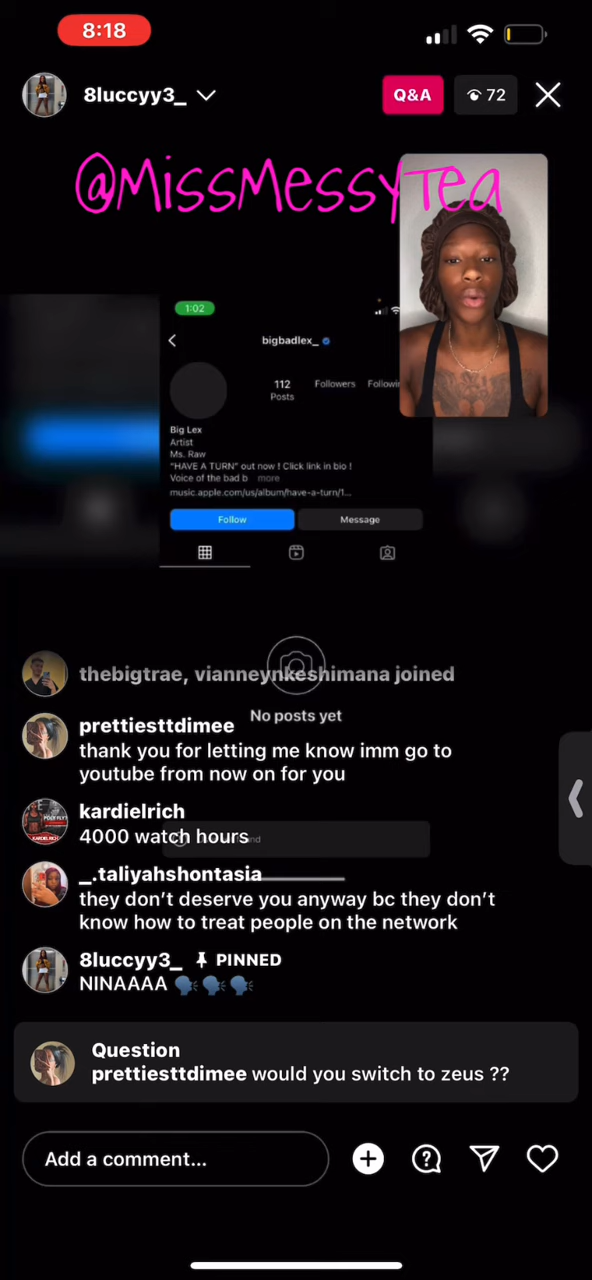 8:18
8luccyy3_
Q&A
72
@MissMessyTea
1:02
bigbadlex_
112
Posts
Followers
Big Lex
Artist
Ms. Raw
"HAVE A TURN" out now ! Click link in bio !
Voice of the bad b more
music.apple.com/us/album/have-a-turn/1...
Follow
Message
thebigtrae, vianneynkeshimana joined
No posts yet
prettiesttdimee
thank you for letting me know imm go to
youtube from now on for you
kardielrich
4000 watch hours
_.taliyahshontasia
they don't deserve you anyway bc they don't
know how to treat people on the network
8luccyy3_ PINNED
NINAAAA 🗣️🗣️🗣️
Question
prettiesttdimee would you switch to zeus ??
Add a comment...